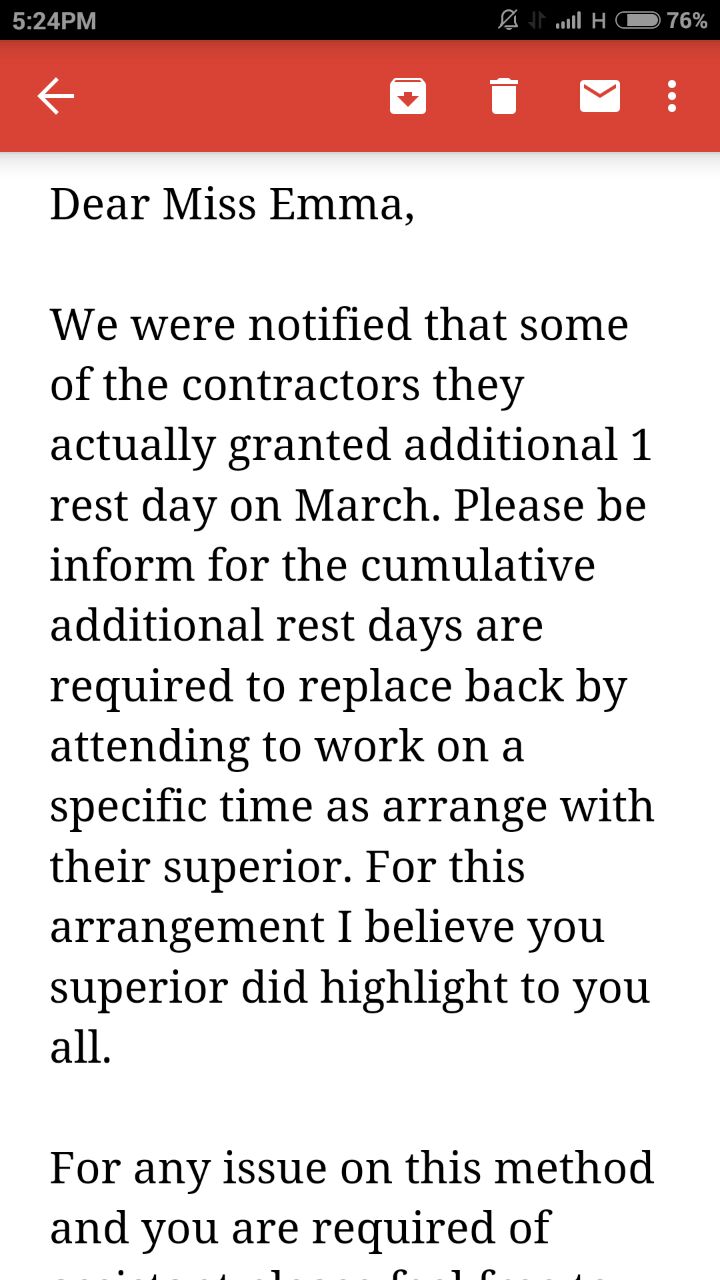 5:24PM H 76%
Dear Miss Emma,
We were notified that some
of the contractors they
actually granted additional 1
rest day on March. Please be
inform for the cumulative
additional rest days are
required to replace back by
attending to work on a
specific time as arrange with
their superior. For this
arrangement I believe you
superior did highlight to you
all.
For any issue on this method
and you are required of